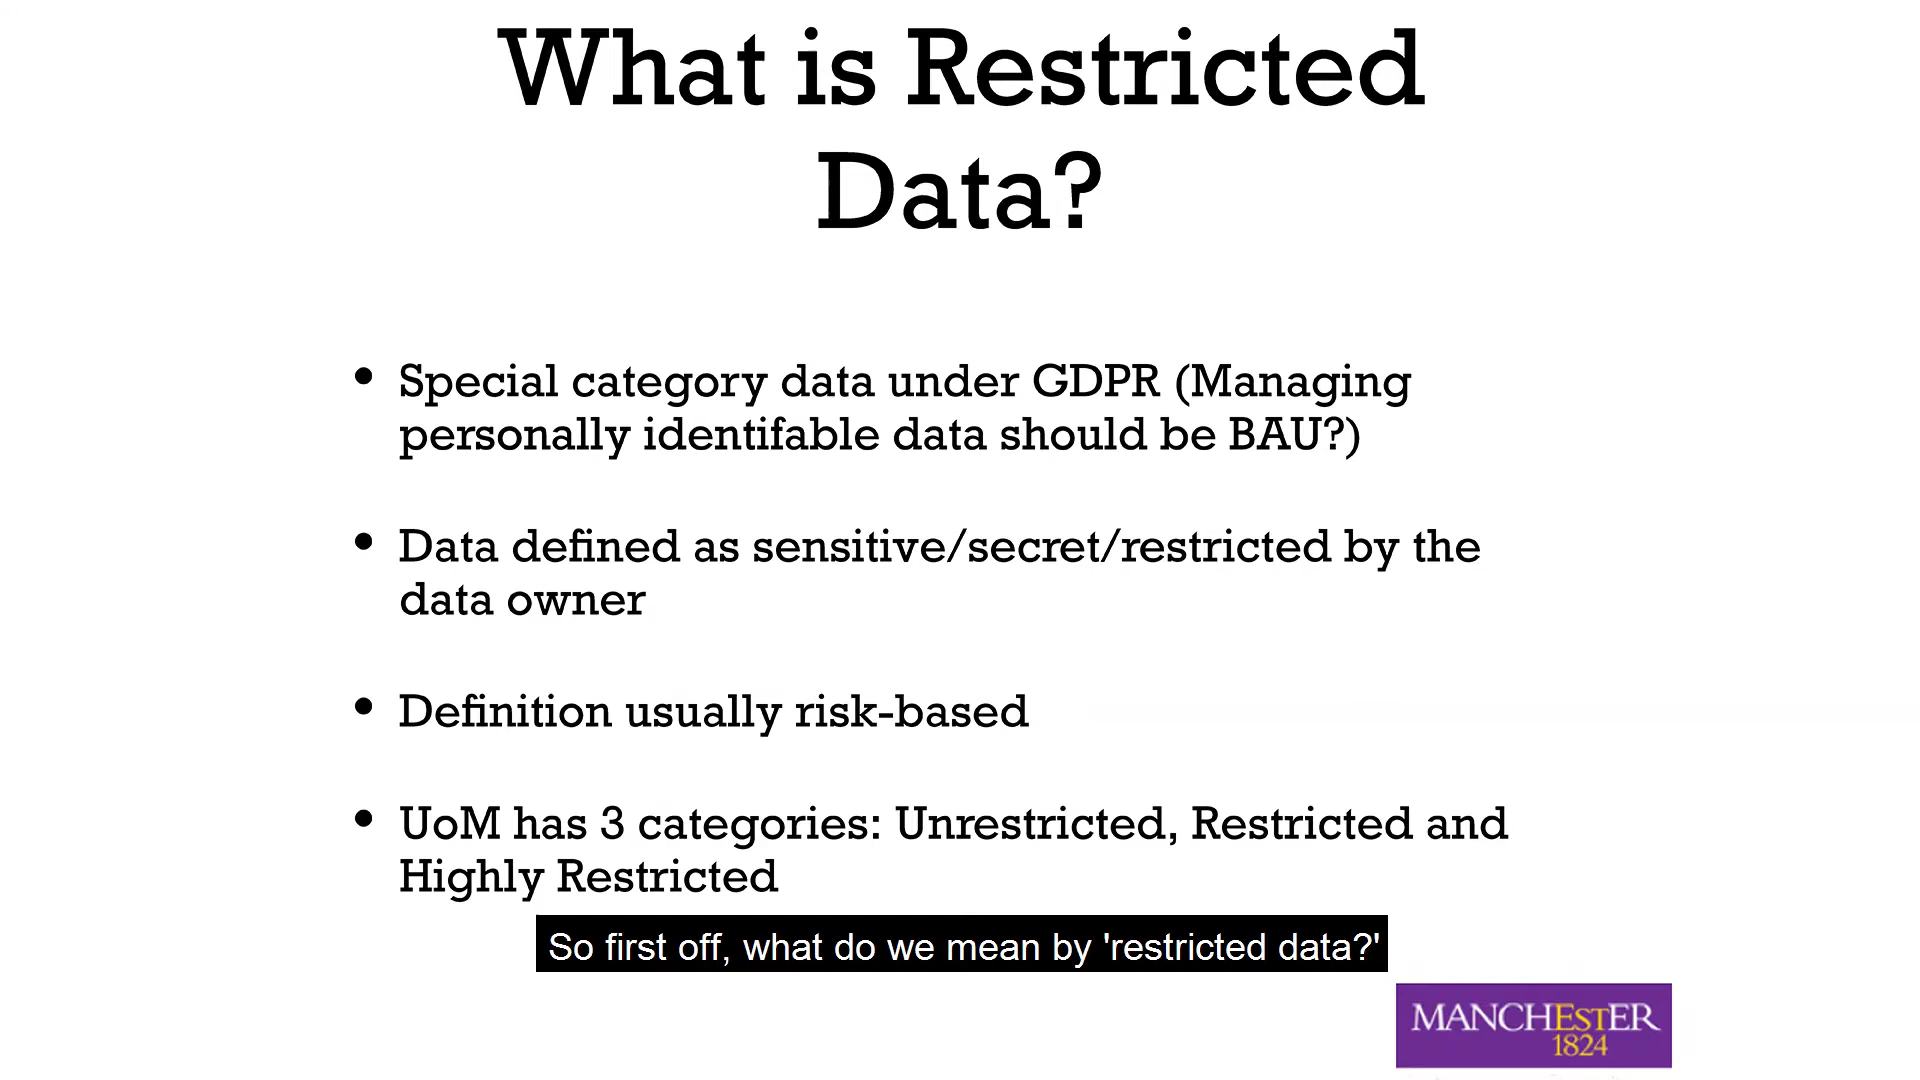 What is Restricted
Data?
• Special category data under GDPR (Managing
personally identifable data should be BAU?)
• Data defined as sensitive/secret/restricted by the
data owner
• Definition usually risk-based
• UoM has 3 categories: Unrestricted, Restricted and
Highly Restricted
So first off, what do we mean by 'restricted data?'
MANCHEsTER
1824